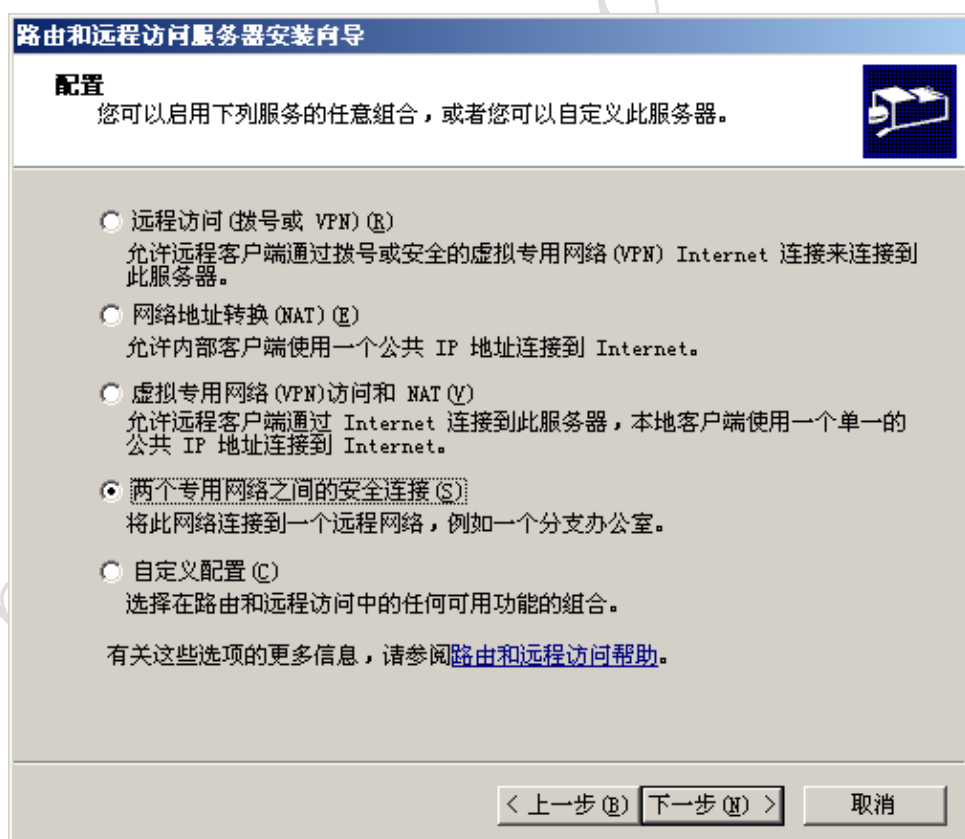 路由和远程访问服务器安装向导
配置
您可以启用下列服务的任意组合，或者您可以自定义此服务器。
远程访问(拨号或 VPN)(R)
允许远程客户端通过拨号或安全的虚拟专用网络(VPN) Internet 连接来连接到
此服务器。
网络地址转换(NAT)(E)
允许内部客户端使用一个公共 IP 地址连接到 Internet。
虚拟专用网络(VPN)访问和 NAT(V)
允许远程客户端通过 Internet 连接到此服务器，本地客户端使用一个单一的
公共 IP 地址连接到 Internet。
两个专用网络之间的安全连接(S)
将此网络连接到一个远程网络，例如一个分支办公室。
自定义配置(C)
选择在路由和远程访问中的任何可用功能的组合。
有关这些选项的更多信息，请参阅路由和远程访问帮助。
< 上一步(B) 下一步(N) > 取消